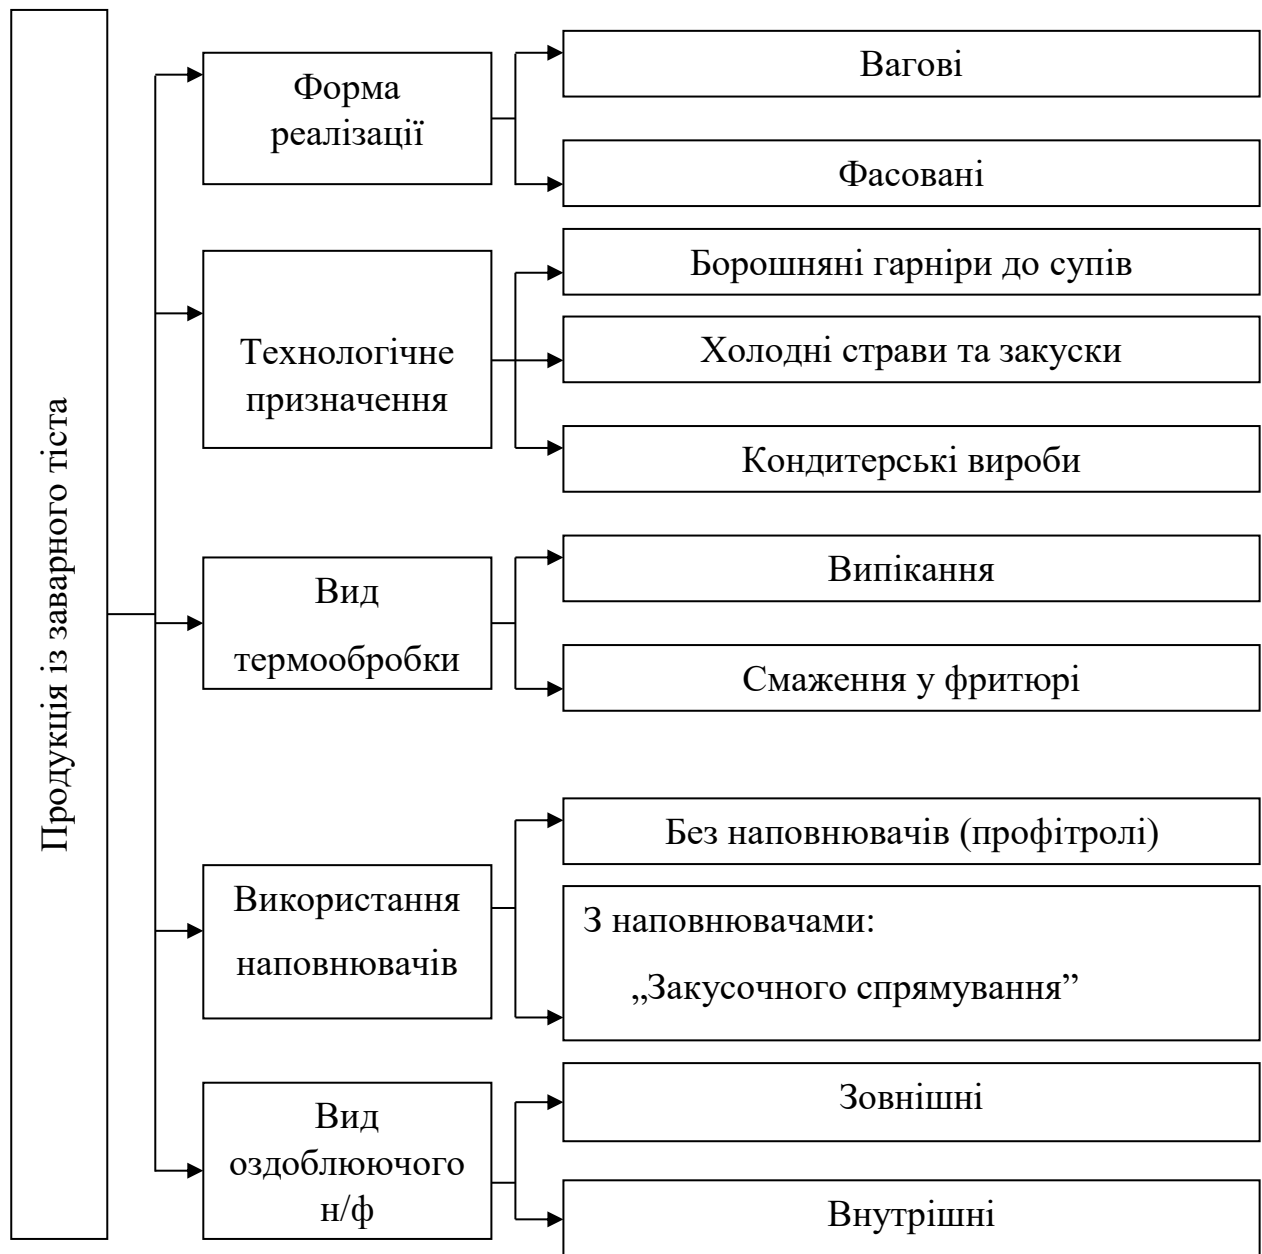 Продукція із заварного тіста
Форма
реалізації
Вагові
Фасовані
Технологічне
призначення
Борошняні гарніри до супів
Холодні страви та закуски
Кондитерські вироби
Вид
термообробки
Випікання
Смаження у фритюрі
Використання
наповнювачів
Без наповнювачів (профітролі)
З наповнювачами:
„Закусочного спрямування”
Вид
оздоблюючого
н/ф
Зовнішні
Внутрішні